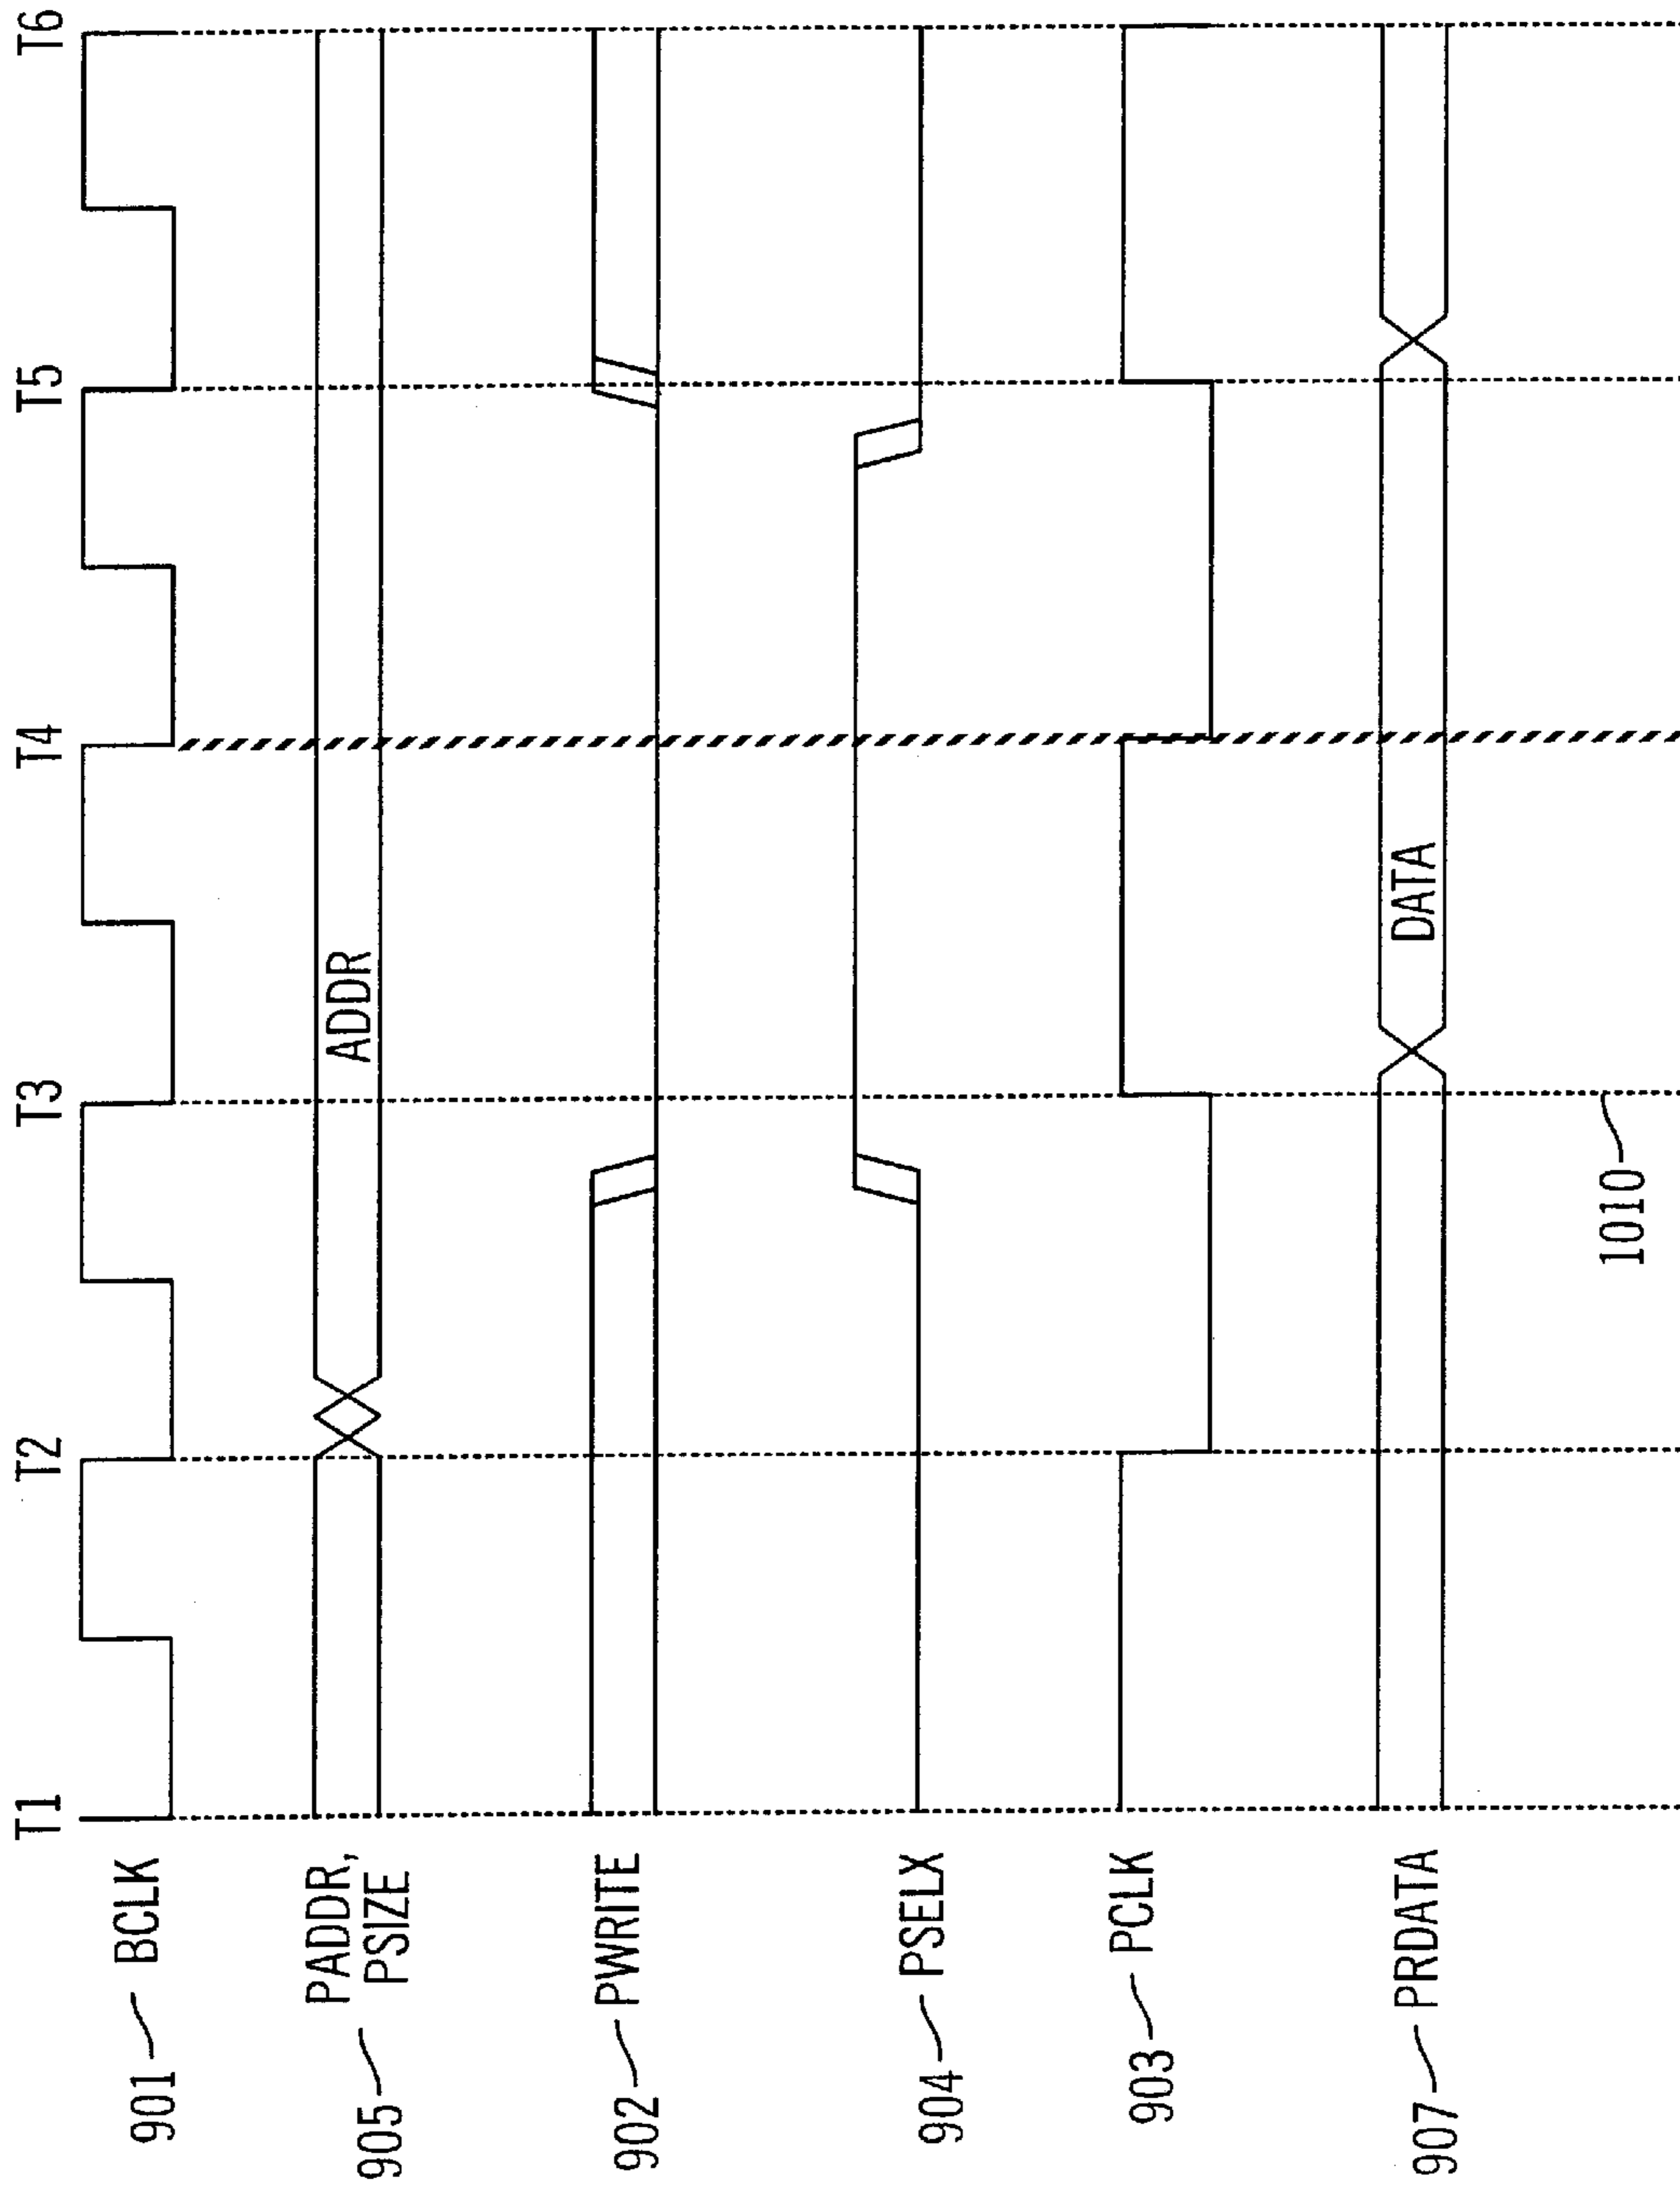 T1 T2 T3 T4 T5 T6
901 BCLK
905 PADDR,
PSIZE
ADDR
902 PWRITE
904 PSELX
903 PCLK
907 PRDATA
DATA
1010